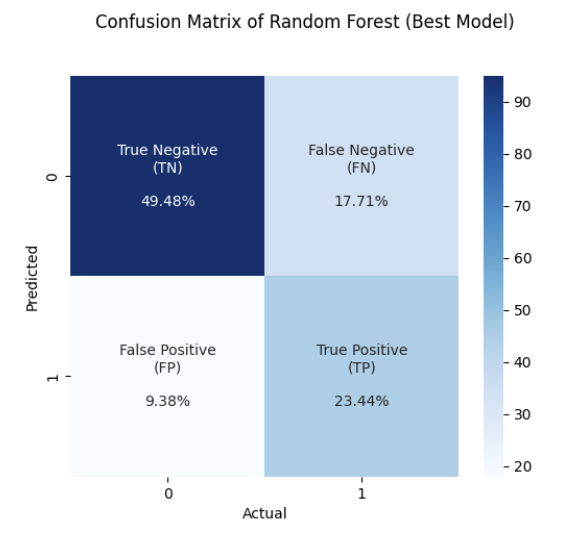 Confusion Matrix of Random Forest (Best Model)
True Negative
(TN)
49.48%
False Negative
(FN)
17.71%
False Positive
(FP)
9.38%
True Positive
(TP)
23.44%
0
1
Predicted
0
1
Actual
90
80
70
60
50
40
30
20